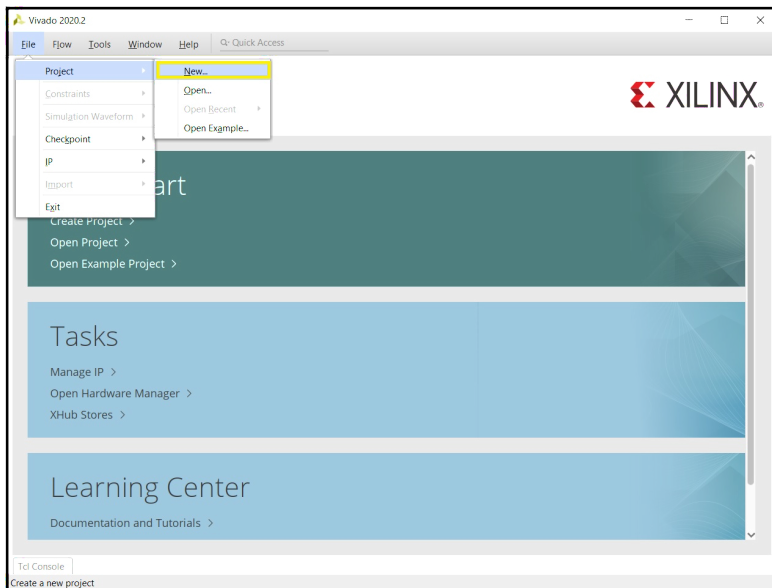 Vivado 2020.2
File Flow Tools Window Help Q- Quick Access
Project New...
Constraints Open...
Simulation Waveform Open Recent
Checkpoint Open Example...
IP
Import
Exit
XILINX®
art
Create Project >
Open Project >
Open Example Project >
Tasks
Manage IP >
Open Hardware Manager >
XHub Stores >
Learning Center
Documentation and Tutorials >
Tcl Console
Create a new project